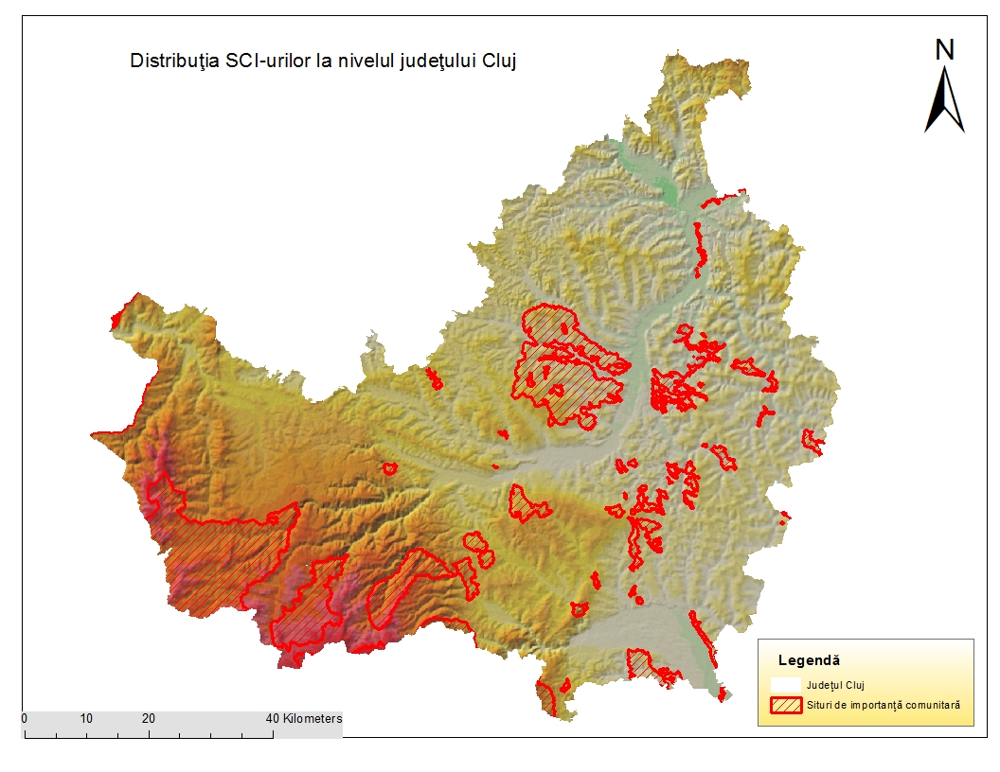 Distribuţia SCI-urilor la nivelul judeţului Cluj
N
Legendă
Judeţul Cluj
Situri de importanţă comunitară
0 10 20 40 Kilometers